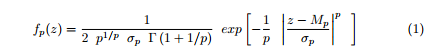 f_p(z) = \frac{1}{2 \ p^{1/p} \ \sigma_p \ \Gamma(1+1/p)} \ exp\left[-\frac{1}{p} \ \left|\frac{z-M_p}{\sigma_p}\right|^p \ \right] (1)